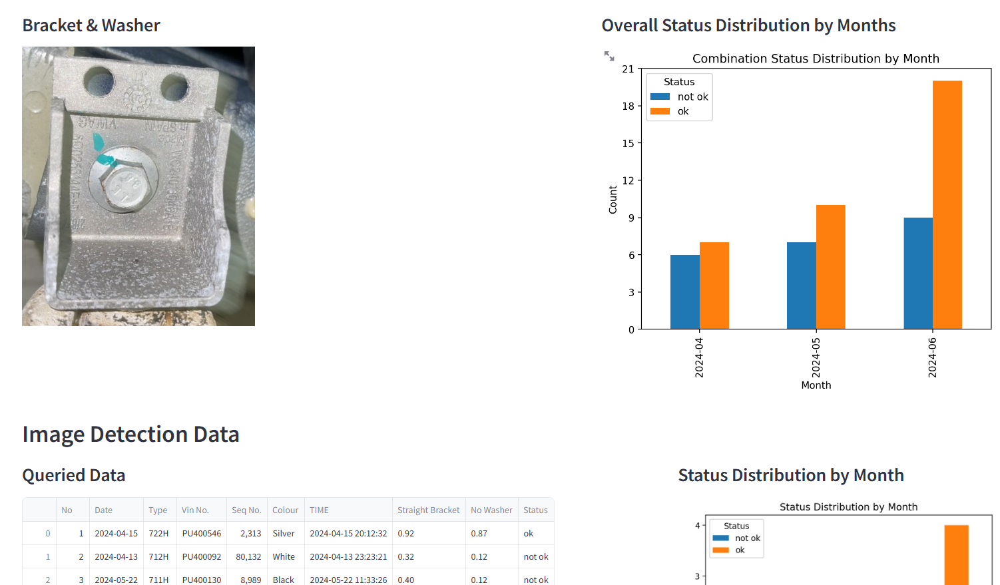 Bracket & Washer
VWAG
SPAIN
8.8
Overall Status Distribution by Months
Combination Status Distribution by Month
Status
not ok
ok
21
18
15
12
9
6
3
0
Count
2024-04
2024-05
2024-06
Month
Image Detection Data
Queried Data
No Date Type Vin No. Seq No. Colour TIME Straight Bracket No Washer Status
0 1 2024-04-15 722H PU400546 2,313 Silver 2024-04-15 20:12:32 0.92 0.87 ok
1 2 2024-04-13 712H PU400092 80,132 White 2024-04-13 23:23:21 0.32 0.12 not ok
2 3 2024-05-22 711H PU400130 8,989 Black 2024-05-22 11:33:26 0.40 0.12 not ok
Status Distribution by Month
Status Distribution by Month
Status
not ok
ok
4
3